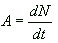 A = dN/dt